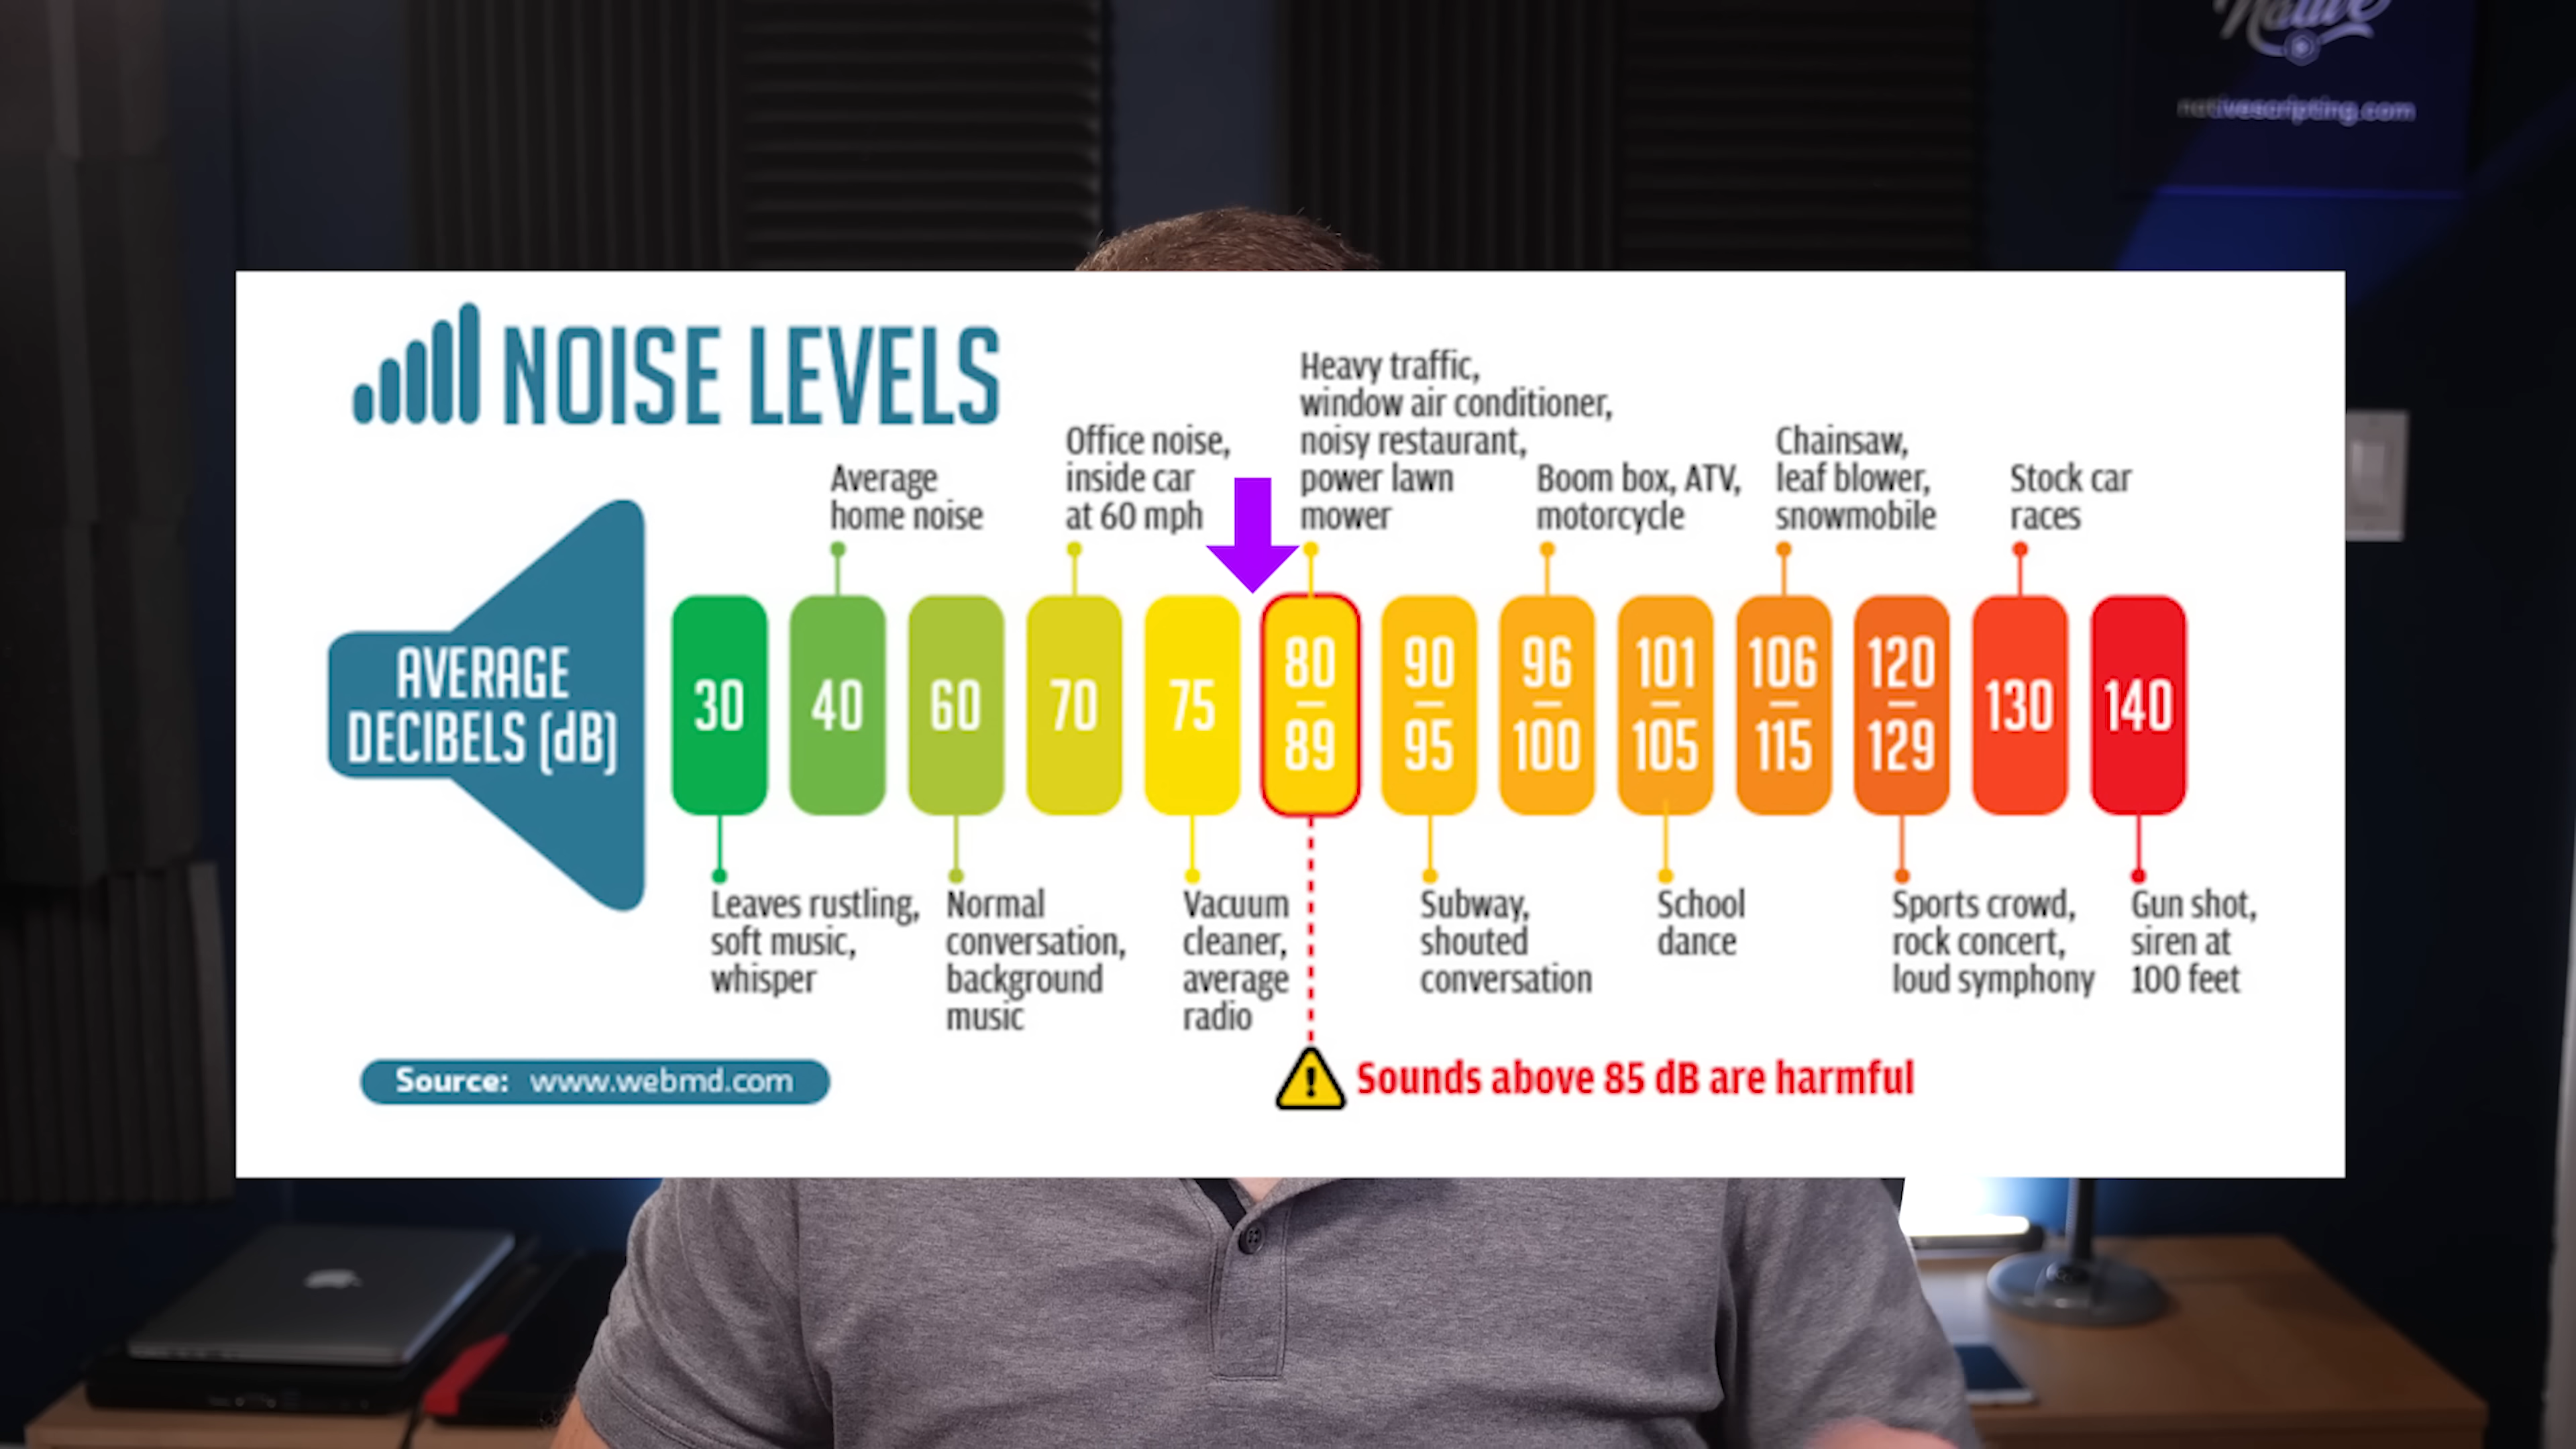 Native
nativescripting.com
NOISE LEVELS
Average
home noise
Office noise,
inside car
at 60 mph
Heavy traffic,
window air conditioner,
noisy restaurant,
power lawn
mower
Boom box, ATV,
motorcycle
Chainsaw,
leaf blower,
snowmobile
Stock car
races
AVERAGE
DECIBELS (dB)
30
40
60
70
75
80
89
90
95
96
100
101
105
106
115
120
129
130
140
Leaves rustling,
soft music,
whisper
Normal
conversation,
background
music
Vacuum
cleaner,
average
radio
Subway,
shouted
conversation
School
dance
Sports crowd,
rock concert,
loud symphony
Gun shot,
siren at
100 feet
Source: www.webmd.com
Sounds above 85 dB are harmful